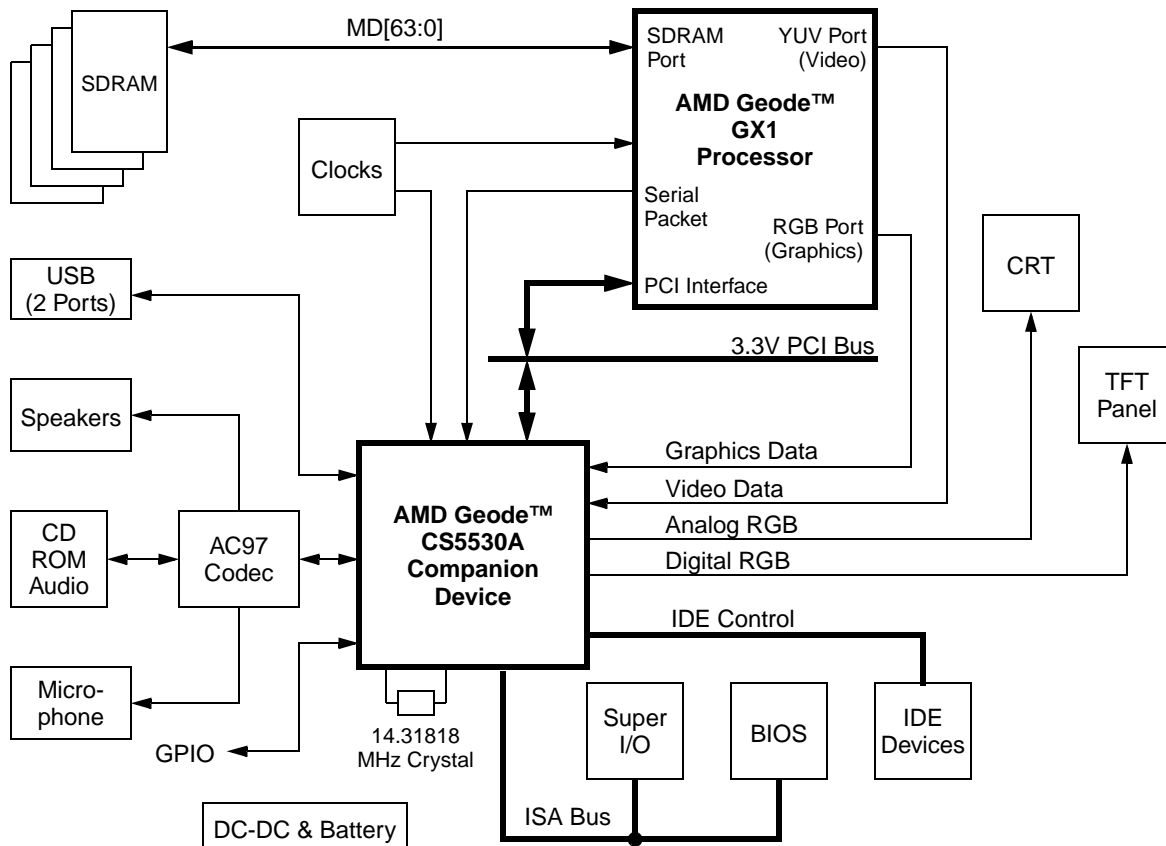 MD[63:0]
SDRAM
SDRAM
Port
YUV Port
(Video)
AMD Geode™
GX1
Processor
Clocks
Serial
Packet
RGB Port
(Graphics)
PCI Interface
CRT
USB
(2 Ports)
3.3V PCI Bus
TFT
Panel
Speakers
Graphics Data
Video Data
Analog RGB
Digital RGB
AMD Geode™
CS5530A
Companion
Device
CD
ROM
Audio
AC97
Codec
IDE Control
Micro-
phone
GPIO
14.31818
MHz Crystal
Super
I/O
BIOS
IDE
Devices
ISA Bus
DC-DC & Battery